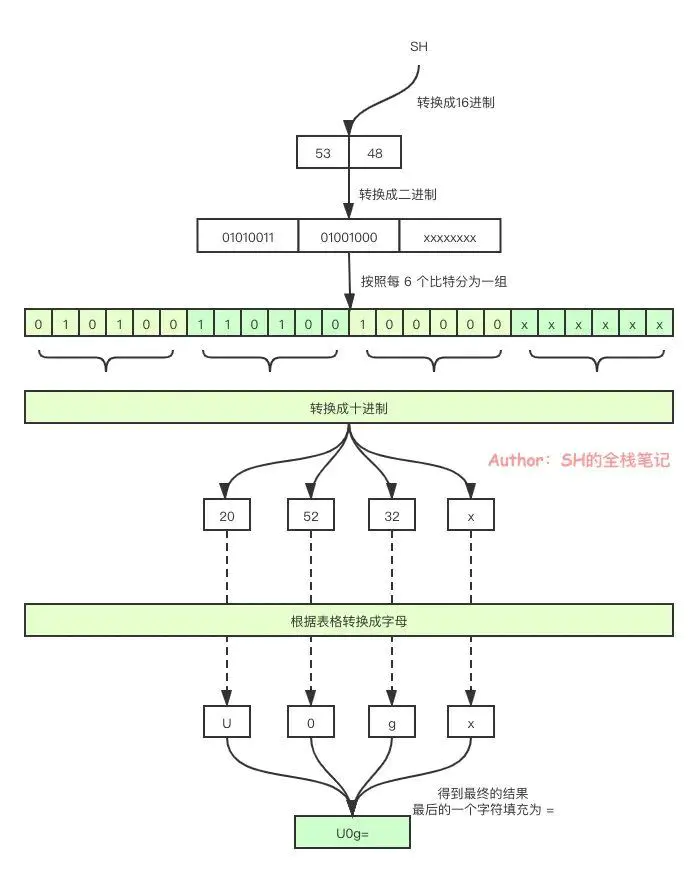 SH
转换成16进制
53 48
转换成二进制
01010011 01001000 xxxxxxxx
按照每 6 个比特分为一组
0 1 0 1 0 0 1 1 0 1 0 0 1 0 0 0 0 0 x x x x x x
转换成十进制
Author: SH的全栈笔记
20 52 32 x
根据表格转换成字母
U 0 g x
得到最终的结果
最后的一个字符填充为 =
U0g=